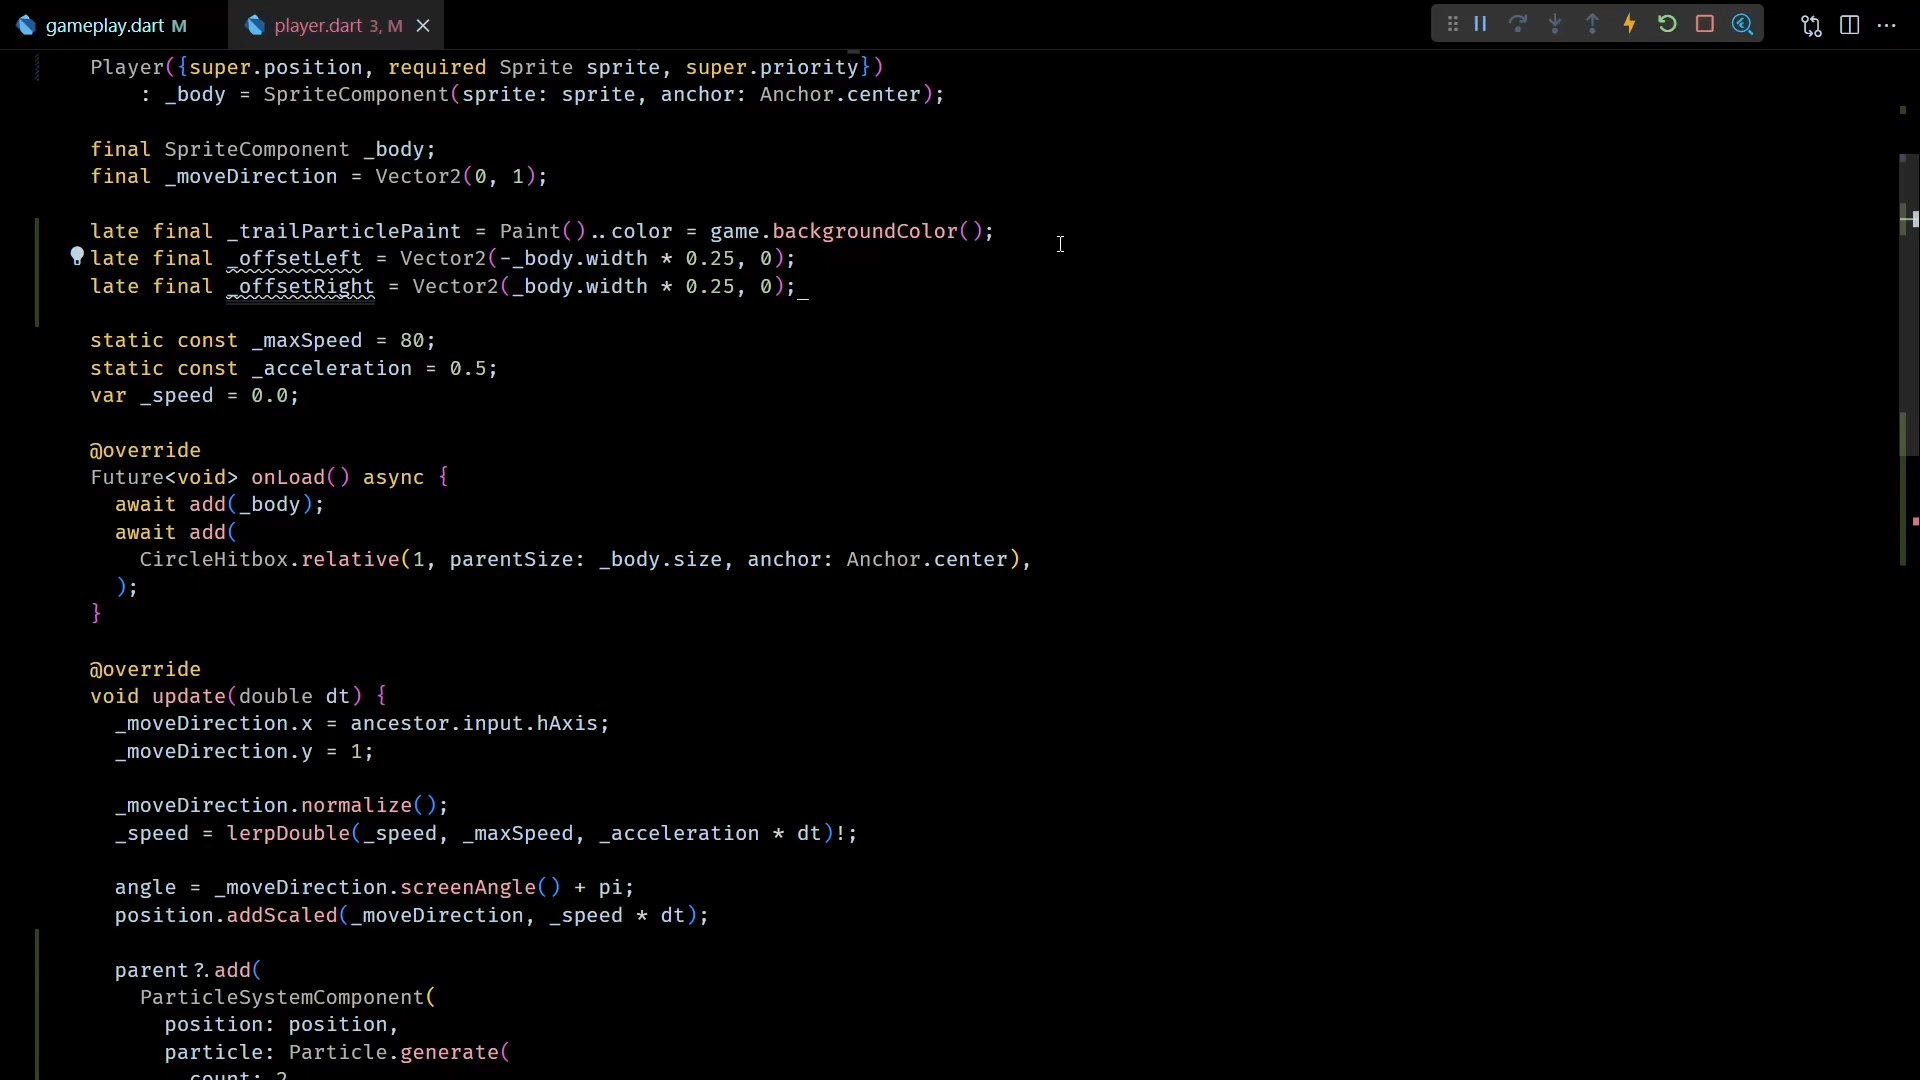 gameplay.dart M
player.dart 3, M
Player({super.position, required Sprite sprite, super.priority})
: _body = SpriteComponent(sprite: sprite, anchor: Anchor.center);
final SpriteComponent _body;
final _moveDirection = Vector2(0, 1);
late final _trailParticlePaint = Paint()..color = game.backgroundColor();
late final _offsetLeft = Vector2(-_body.width * 0.25, 0);
late final _offsetRight = Vector2(_body.width * 0.25, 0);
static const _maxSpeed = 80;
static const _acceleration = 0.5;
var _speed = 0.0;
@override
Future<void> onLoad() async {
await add(_body);
await add(
CircleHitbox.relative(1, parentSize: _body.size, anchor: Anchor.center),
);
}
@override
void update(double dt) {
_moveDirection.x = ancestor.input.hAxis;
_moveDirection.y = 1;
_moveDirection.normalize();
_speed = lerpDouble(_speed, _maxSpeed, _acceleration * dt)!;
angle = _moveDirection.screenAngle() + pi;
position.addScaled(_moveDirection, _speed * dt);
parent?.add(
ParticleSystemComponent(
position: position,
particle: Particle.generate(
count: 2